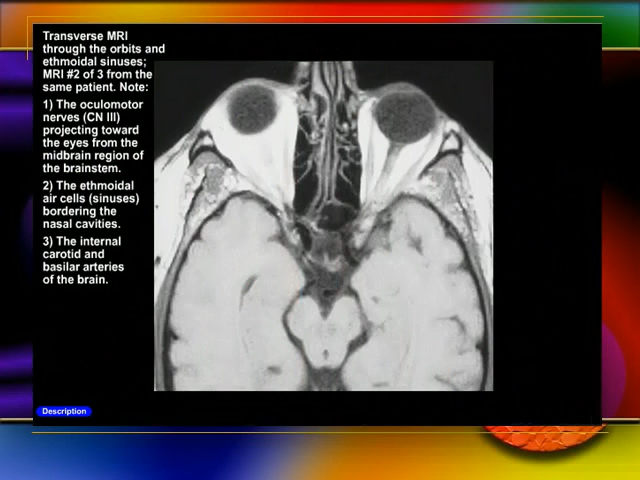 Transverse MRI
through the orbits and
ethmoidal sinuses;
MRI #2 of 3 from the
same patient. Note:
1) The oculomotor
nerves (CN III)
projecting toward
the eyes from the
midbrain region of
the brainstem.
2) The ethmoidal
air cells (sinuses)
bordering the
nasal cavities.
3) The internal
carotid and
basilar arteries
of the brain.
Description